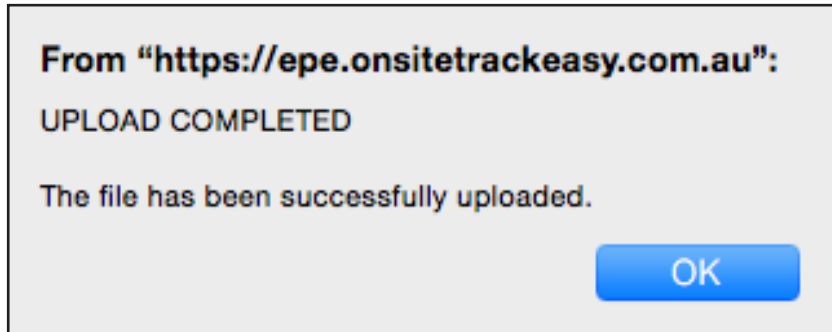 From “https://epe.onsitetrackeasy.com.au”:
UPLOAD COMPLETED
The file has been successfully uploaded.
OK